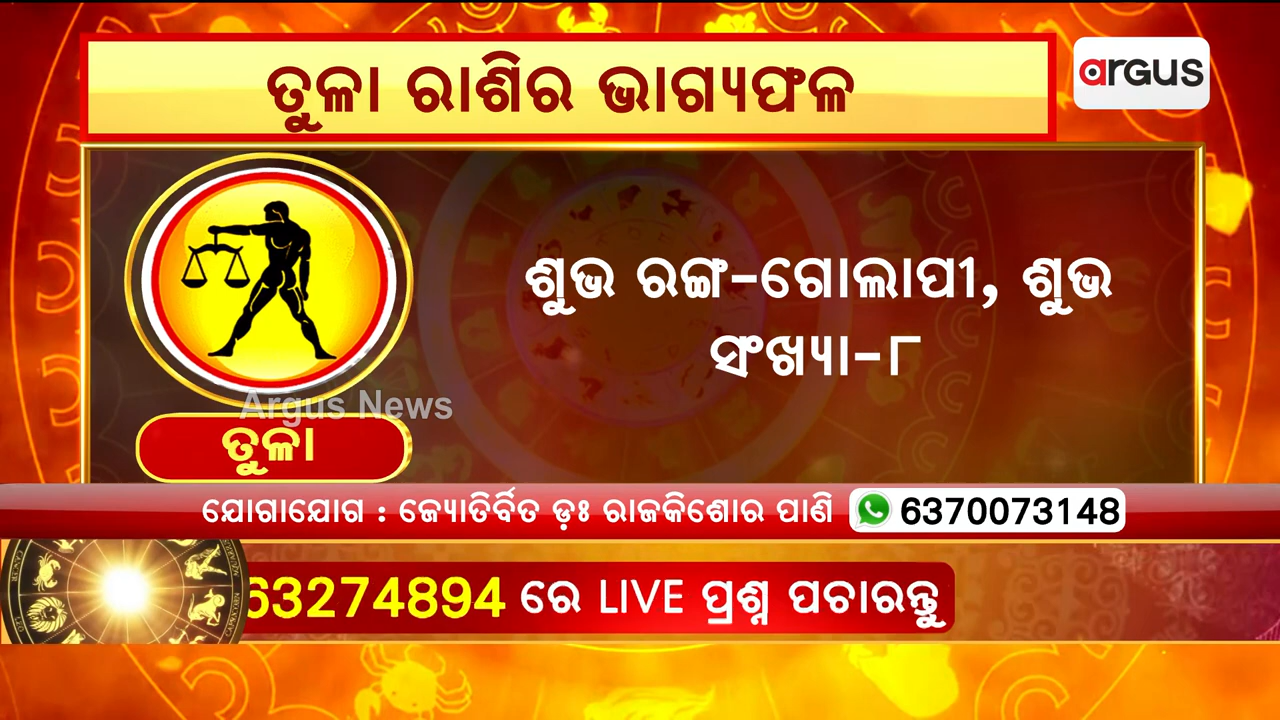 ତୁଳା ରାଶିର ଭାଗ୍ୟଫଳ
argus
ଶୁଭ ରଙ୍ଗ-ଗୋଲାପୀ, ଶୁଭ
ସଂଖ୍ୟା-୮
Argus News
ତୁଳା
ଯୋଗାଯୋଗ : ଜ୍ୟୋତିର୍ବିତ ଡ଼ଃ ରାଜକିଶୋର ପାଣି 6370073148
63274894 ରେ LIVE ପ୍ରଶ୍ନ ପଚାରନ୍ତୁ